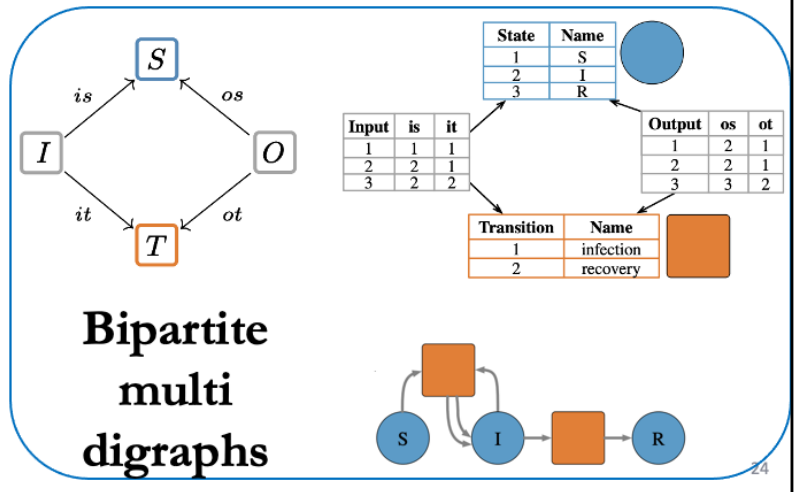 S
is
os
I
O
it
ot
T
State Name
1 S
2 I
3 R
Input is it
1 1 1
2 2 1
3 2 2
Output os ot
1 2 1
2 2 1
3 3 2
Transition Name
1 infection
2 recovery
Bipartite
multi
digraphs
S I R
24